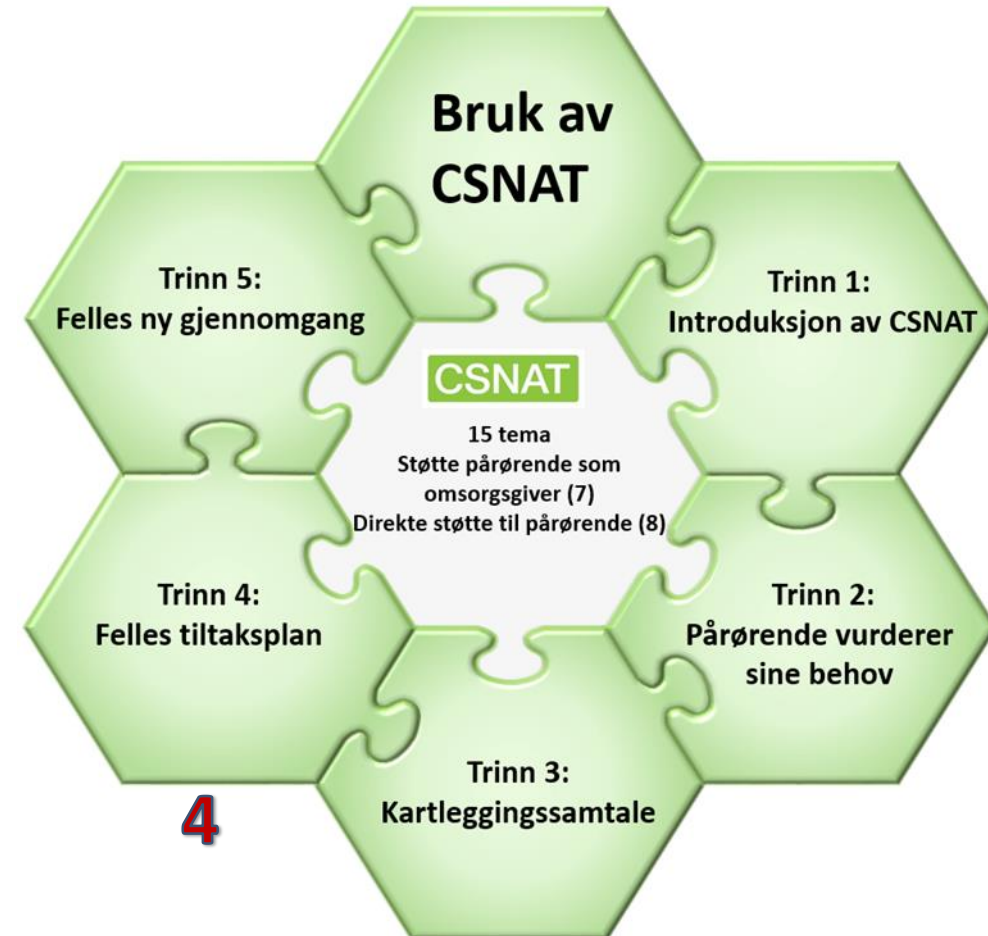 Bruk av
CSNAT
Trinn 1:
Introduksjon av CSNAT
Trinn 2:
Pårørende vurderer
sine behov
Trinn 3:
Kartleggingssamtale
Trinn 4:
Felles tiltaksplan
4
Trinn 5:
Felles ny gjennomgang
CSNAT
15 tema
Støtte pårørende som
omsorgsgiver (7)
Direkte støtte til pårørende (8)